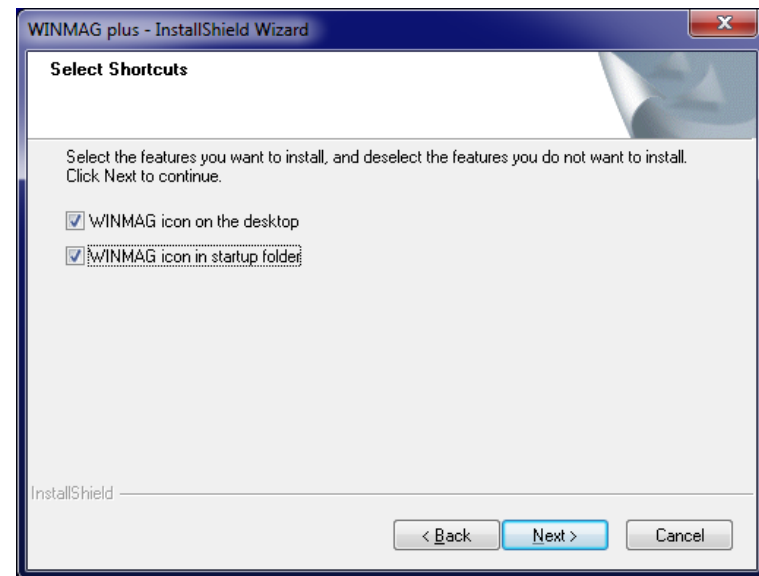 WINMAG plus - InstallShield Wizard
Select Shortcuts
Select the features you want to install, and deselect the features you do not want to install.
Click Next to continue.
WINMAG icon on the desktop
WINMAG icon in startup folder
InstallShield
< Back
Next >
Cancel